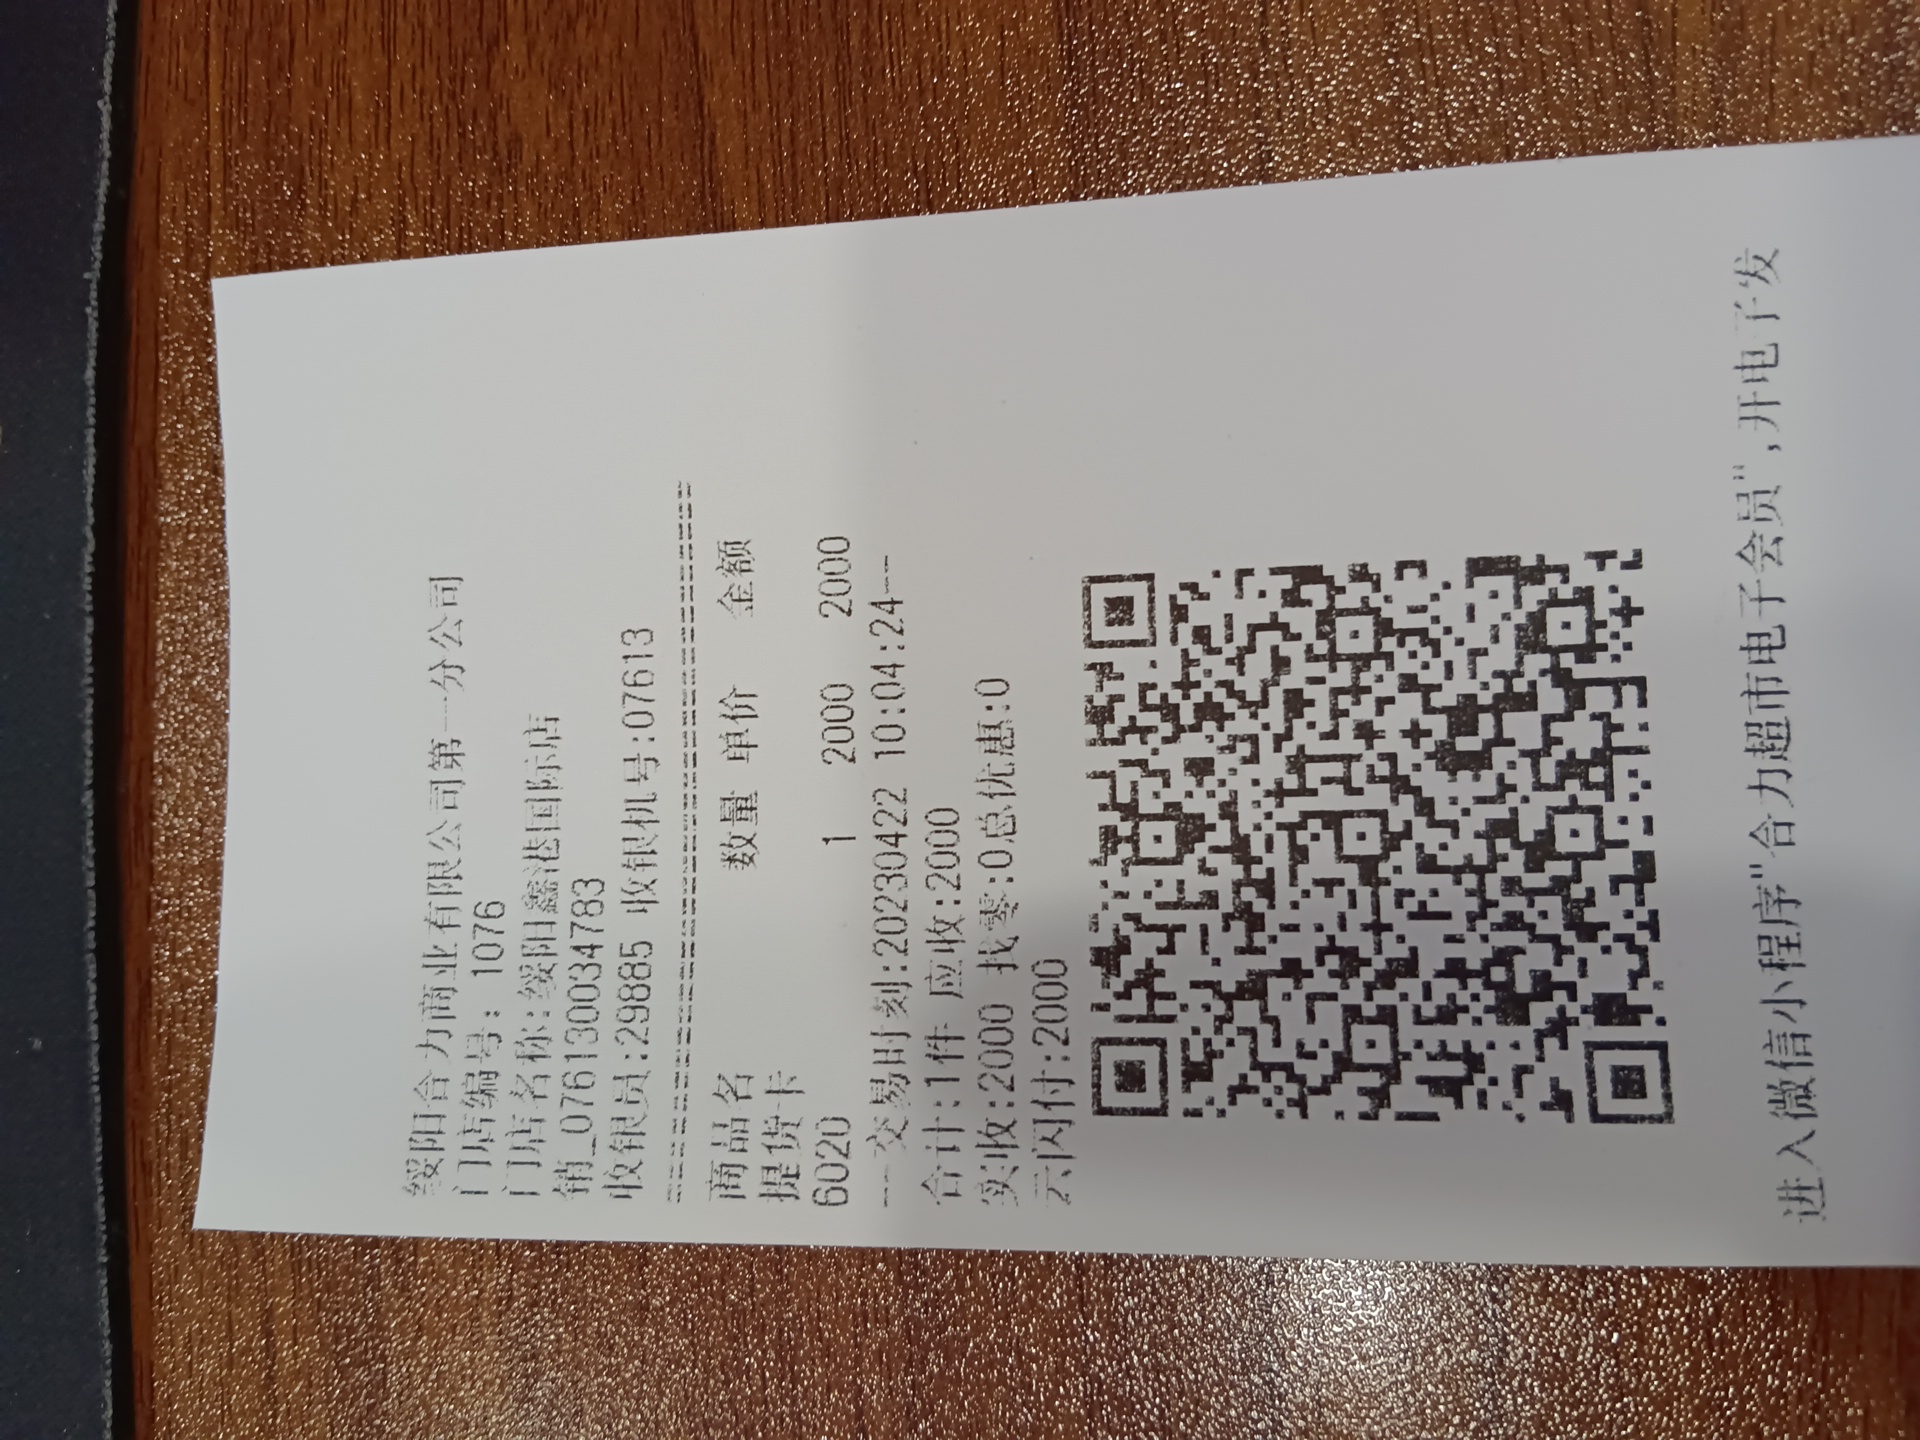 绥阳合力商业有限公司第一分公司
门店编号: 1076
门店名称:绥阳鑫港国际店
销_0761300034783
收银员:29885 收银机号:07613
商品名 数量 单价 金额
提货卡
6020 1 2000 2000
---交易时刻:20230422 10:04:24---
合计:1件 应收:2000
实收:2000 找零:0总优惠:0
云闪付:2000
进入微信小程序"合力超市电子会员",开电子发